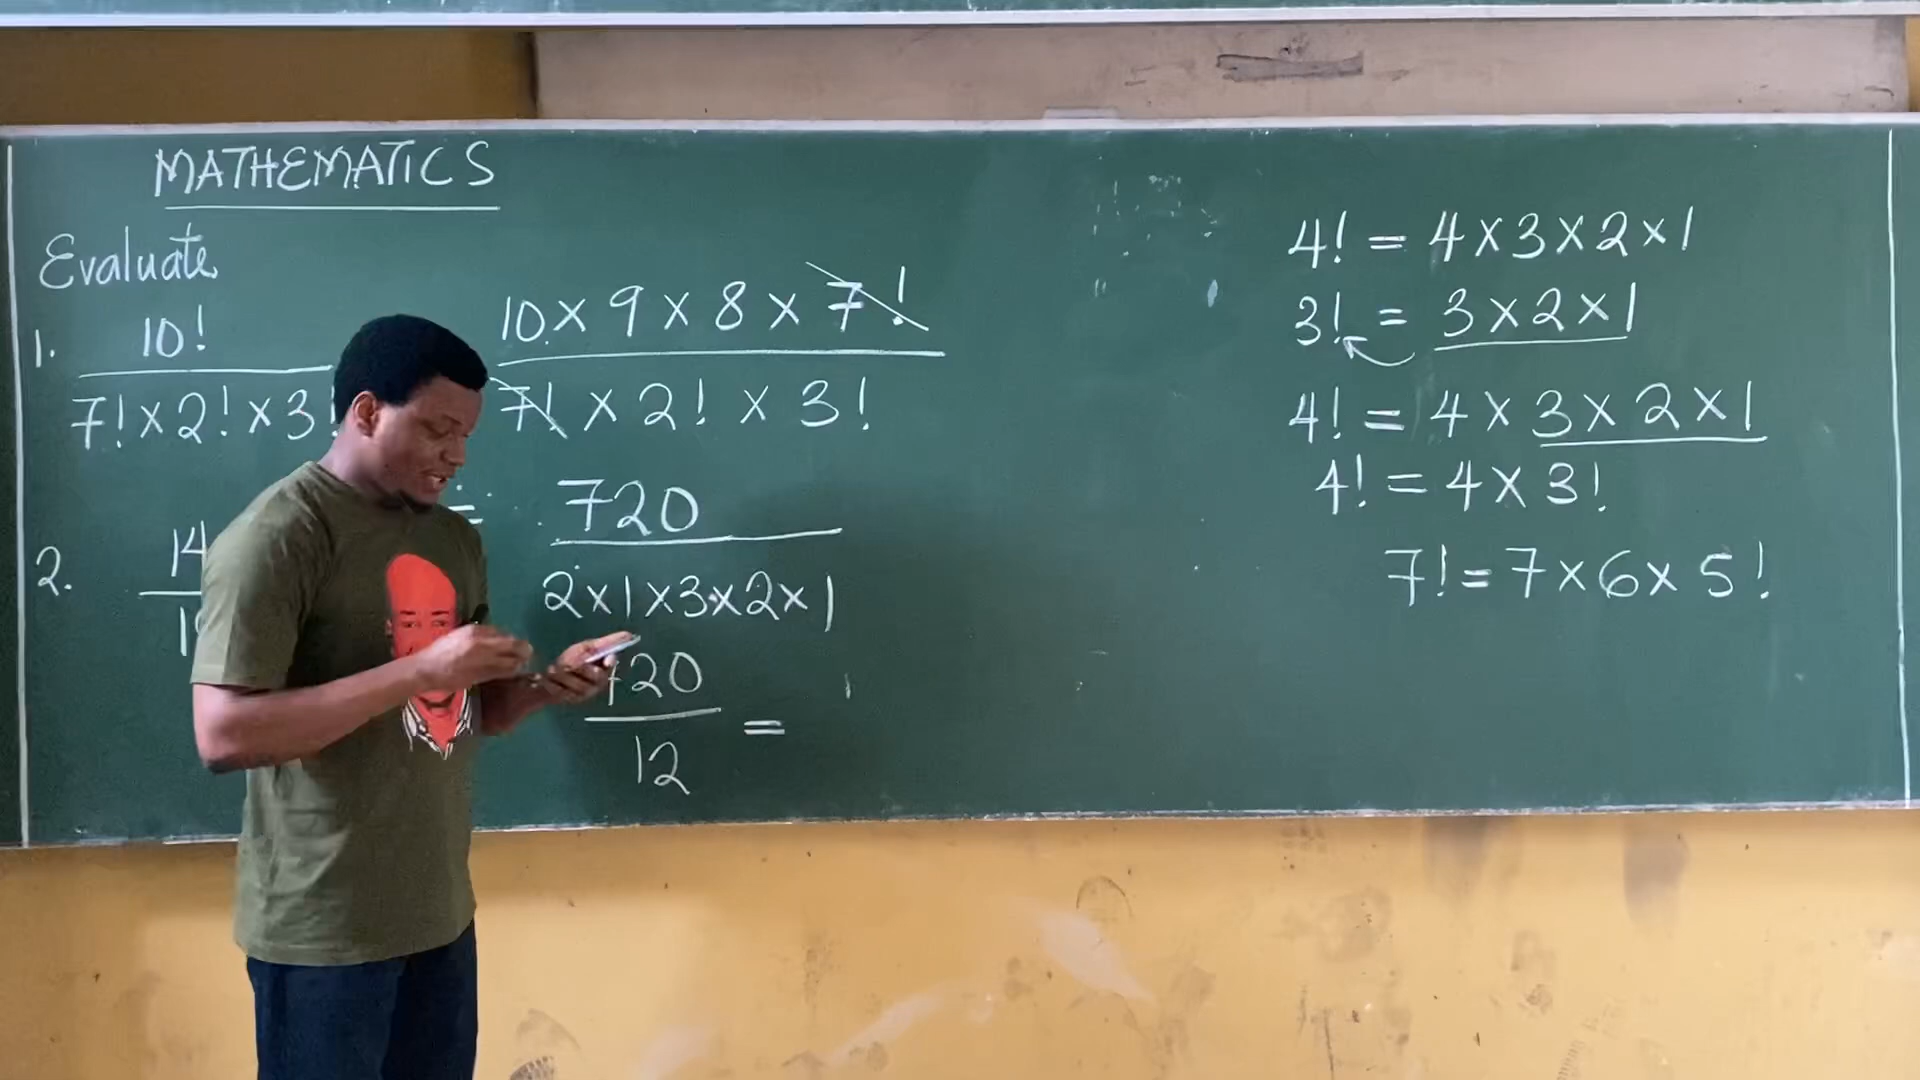 MATHEMATICS
Evaluate
1. 10!
7! × 2! × 3!
10 × 9 × 8 × 7!
7! × 2! × 3!
= 720
2 × 1 × 3 × 2 × 1
720
12 =
2. 14
1
4! = 4 × 3 × 2 × 1
3! = 3 × 2 × 1
4! = 4 × 3 × 2 × 1
4! = 4 × 3!
7! = 7 × 6 × 5!